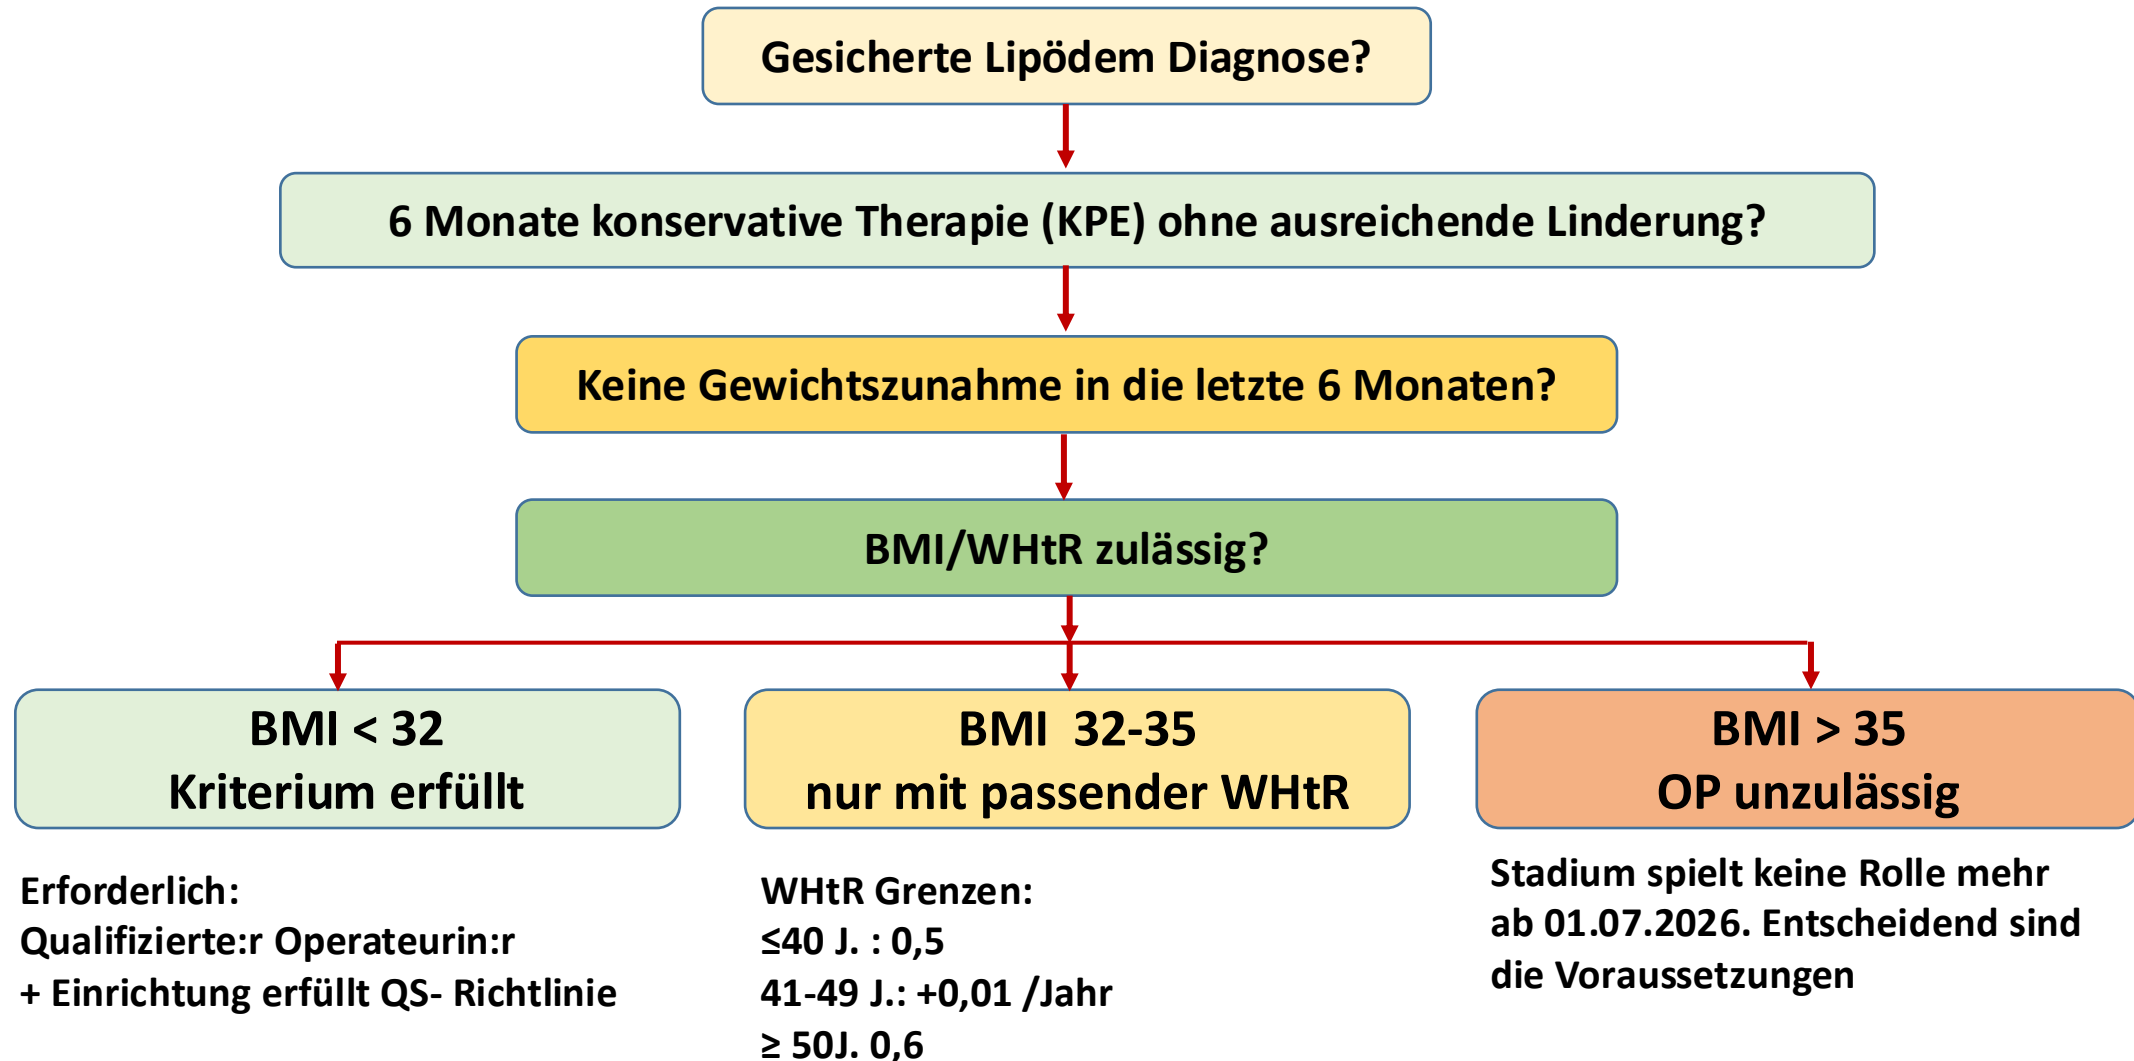 Gesicherte Lipödem Diagnose?
6 Monate konservative Therapie (KPE) ohne ausreichende Linderung?
Keine Gewichtszunahme in die letzte 6 Monaten?
BMI/WHtR zulässig?
BMI < 32
Kriterium erfüllt
BMI  32-35
nur mit passender WHtR
BMI > 35
OP unzulässig
Erforderlich:
Qualifizierte:r Operateurin:r
+ Einrichtung erfüllt QS- Richtlinie
WHtR Grenzen:
≤40 J. : 0,5
41-49 J.: +0,01 /Jahr
≥ 50J. 0,6
Stadium spielt keine Rolle mehr
ab 01.07.2026. Entscheidend sind
die Voraussetzungen